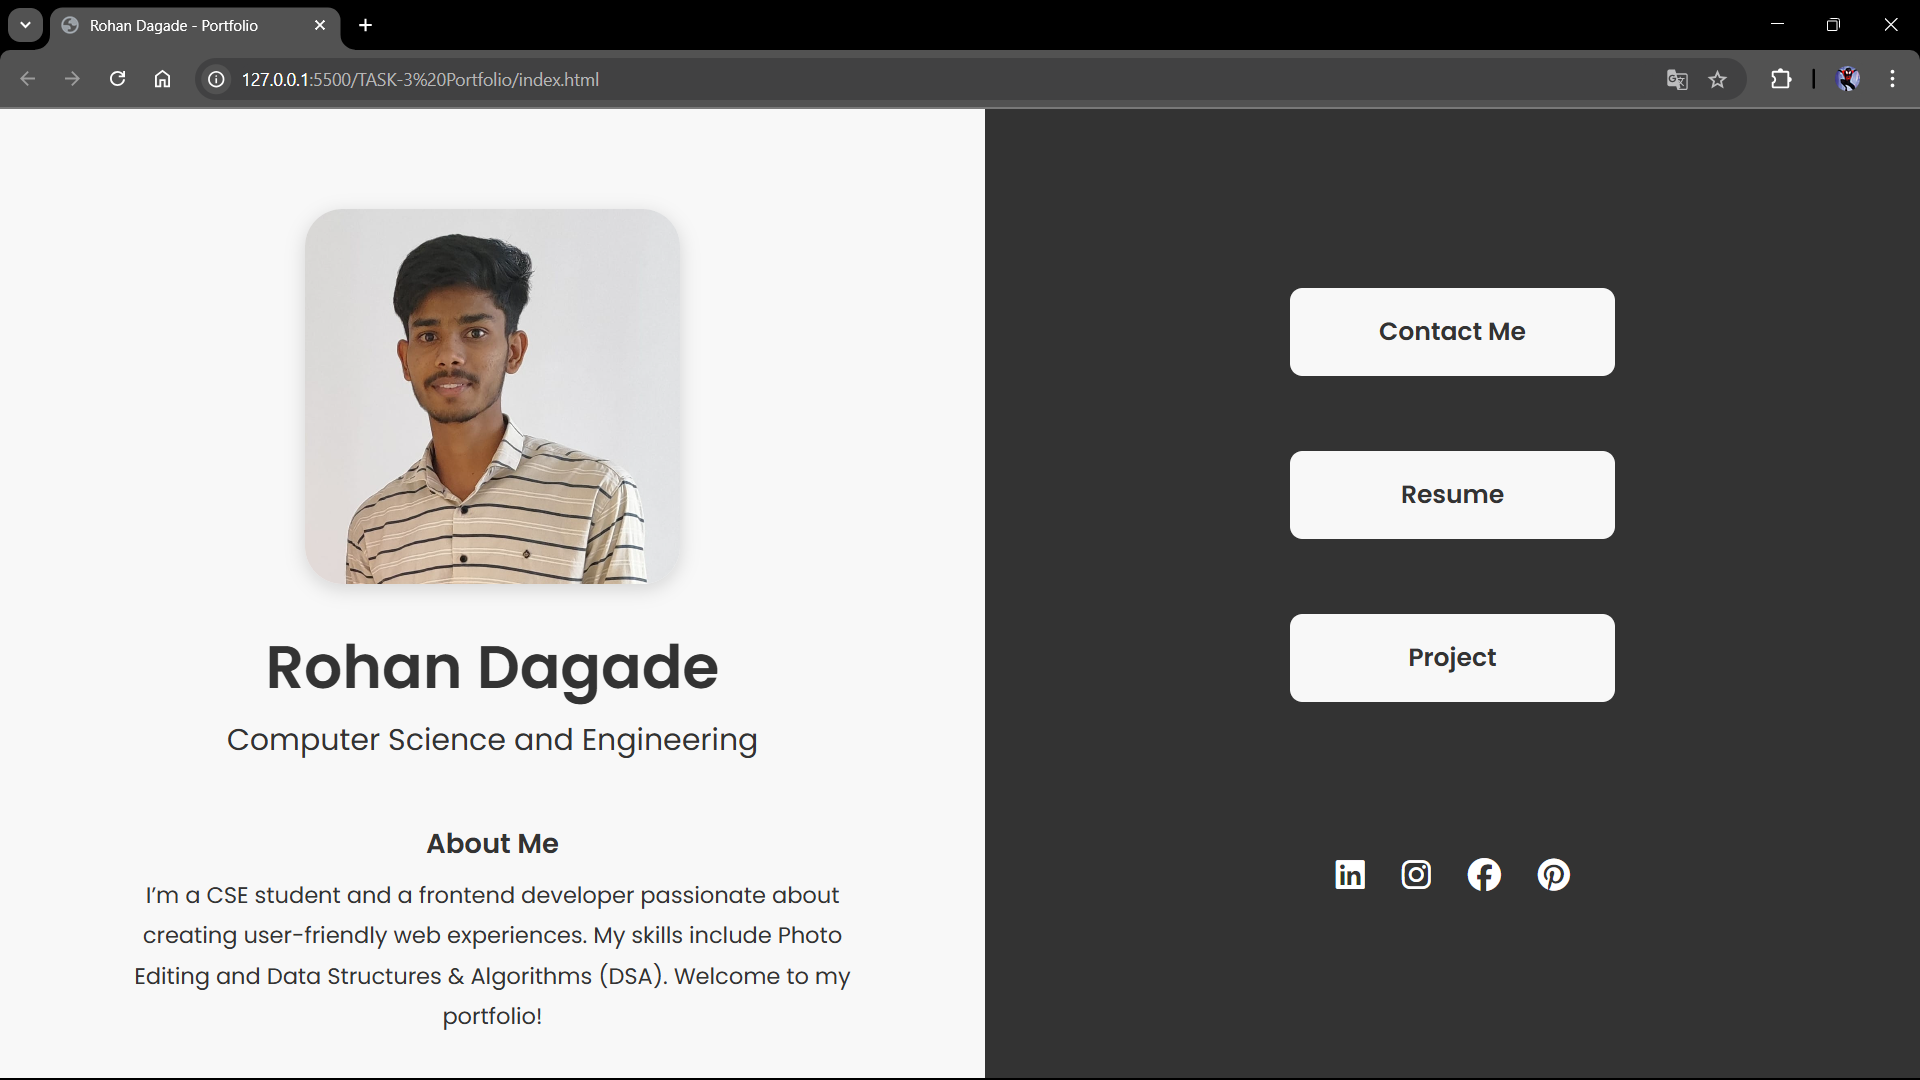 Rohan Dagade - Portfolio
127.0.0.1:5500/TASK-3%20Portfolio/index.html
Rohan Dagade
Computer Science and Engineering
About Me
I’m a CSE student and a frontend developer passionate about
creating user-friendly web experiences. My skills include Photo
Editing and Data Structures & Algorithms (DSA). Welcome to my
portfolio!
Contact Me
Resume
Project